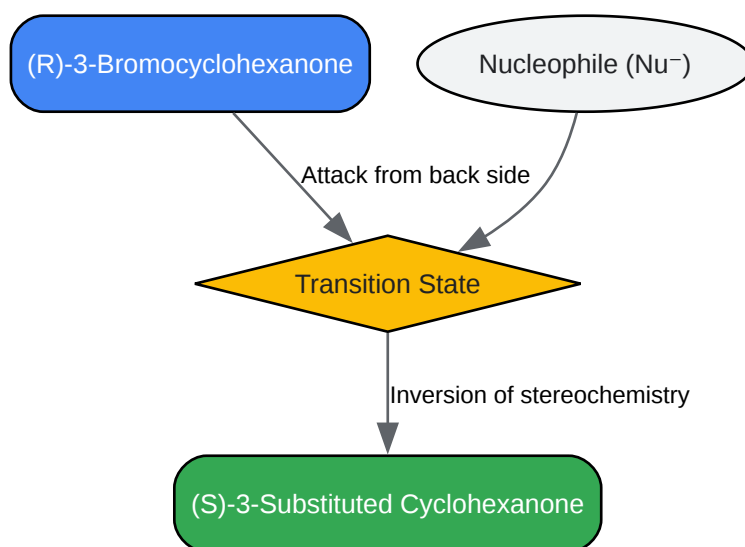 (R)-3-Bromocyclohexanone
Nucleophile (Nu⁻)
Attack from back side
Transition State
Inversion of stereochemistry
(S)-3-Substituted Cyclohexanone